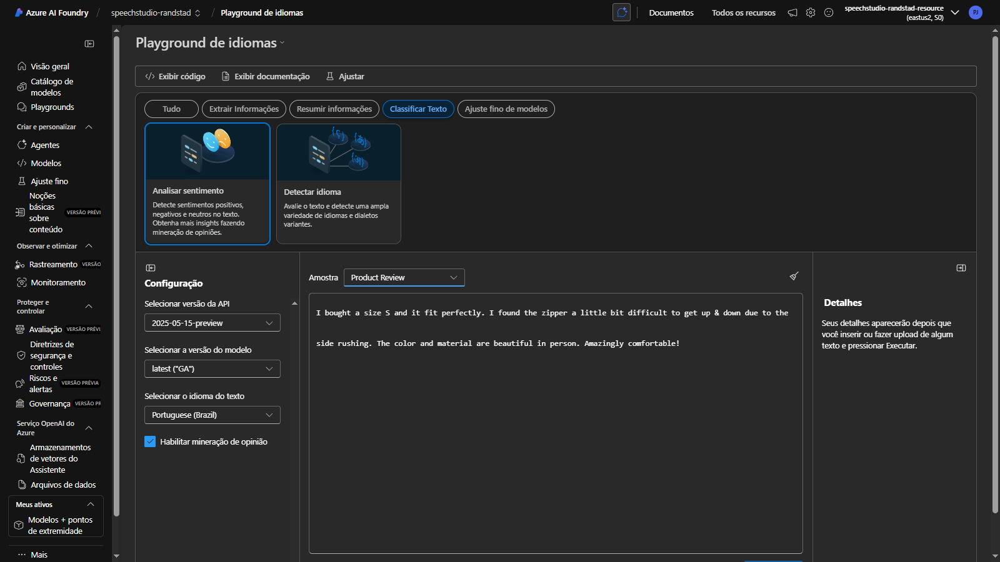 Azure AI Foundry / speechstudio-randstad / Playground de idiomas
Documentos
Todos os recursos
speechstudio-randstad-resource
(eastus2, S0)
PJ
Visão geral
Catálogo de
modelos
Playgrounds
Criar e personalizar
Agentes
Modelos
Ajuste fino
Noções
básicas
sobre
conteúdo
VERSÃO PRÉVI
Observar e otimizar
Rastreamento VERSÃO
Monitoramento
Proteger e
controlar
Avaliação VERSÃO PRÉVI
Diretrizes de
segurança e
controles
Riscos e
alertas
VERSÃO PRÉVIA
Governança VERSÃO PR
Serviço OpenAI do
Azure
Armazenamentos
de vetores do
Assistente
Arquivos de dados
Meus ativos
Modelos + pontos
de extremidade
Mais
Playground de idiomas
Exibir código
Exibir documentação
Ajustar
Tudo
Extrair Informações
Resumir informações
Classificar Texto
Ajuste fino de modelos
Analisar sentimento
Detecte sentimentos positivos,
negativos e neutros no texto.
Obtenha mais insights fazendo
mineração de opiniões.
Detectar idioma
Avalie o texto e detecte uma ampla
variedade de idiomas e dialetos
variantes.
Configuração
Selecionar versão da API
2025-05-15-preview
Selecionar a versão do modelo
latest ("GA")
Selecionar o idioma do texto
Portuguese (Brazil)
Habilitar mineração de opinião
Amostra
Product Review
I bought a size S and it fit perfectly. I found the zipper a little bit difficult to get up & down due to the
side rushing. The color and material are beautiful in person. Amazingly comfortable!
Detalhes
Seus detalhes aparecerão depois que
você inserir ou fazer upload de algum
texto e pressionar Executar.